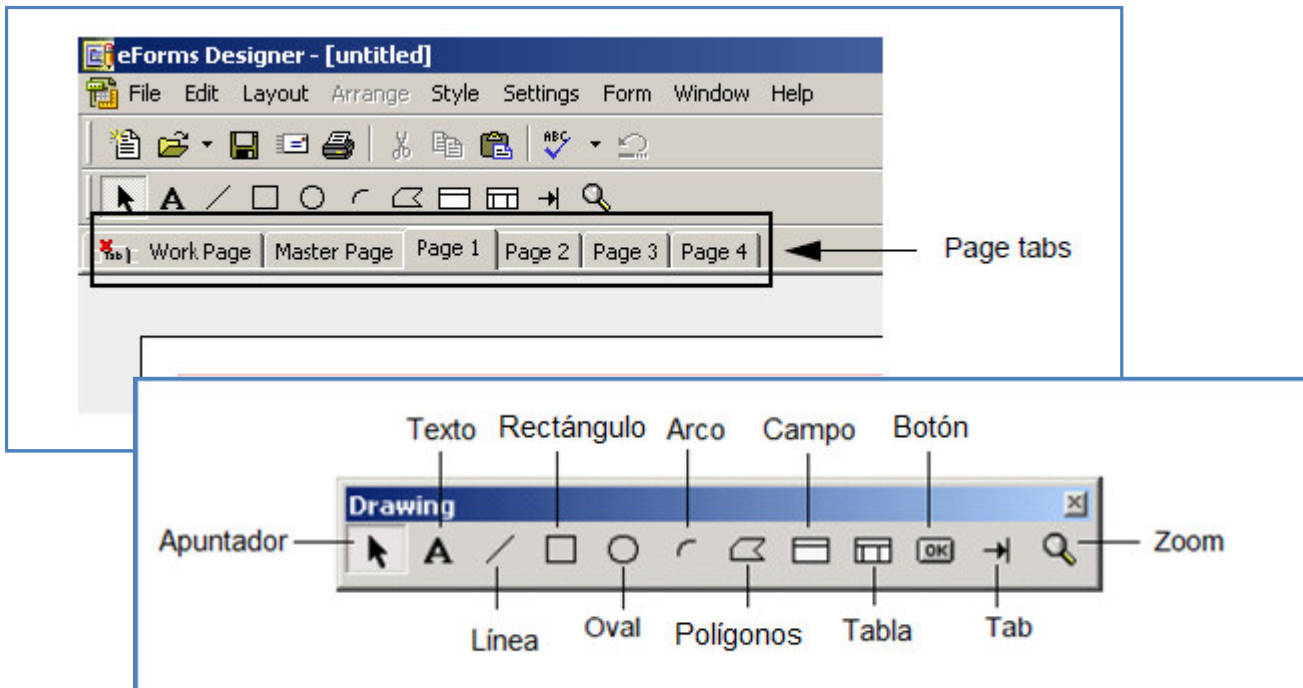 eForms Designer - [untitled]
File Edit Layout Arrange Style Settings Form Window Help
ABC
A
Tab Work Page Master Page Page 1 Page 2 Page 3 Page 4
Page tabs
Texto Rectángulo Arco Campo Botón
Drawing
Apuntador A OK Zoom
Línea Oval Polígonos Tabla Tab